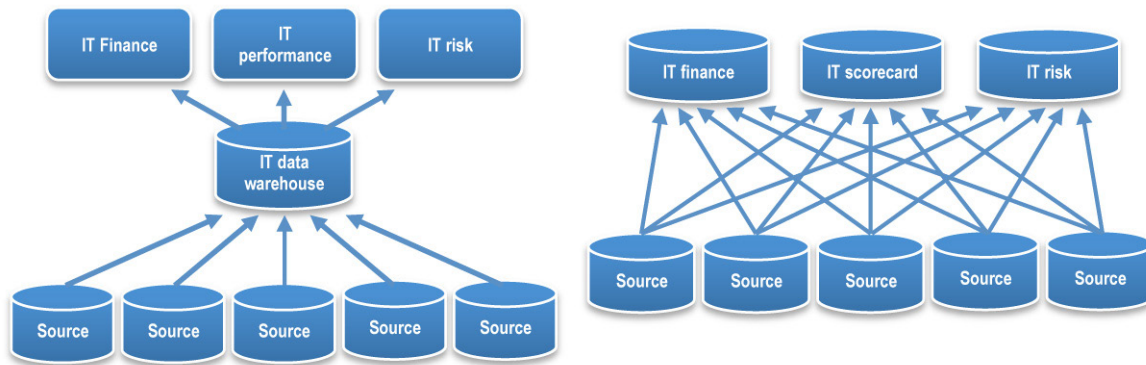 IT Finance
IT
performance
IT risk
IT data
warehouse
Source
Source
Source
Source
Source
IT finance
IT scorecard
IT risk
Source
Source
Source
Source
Source